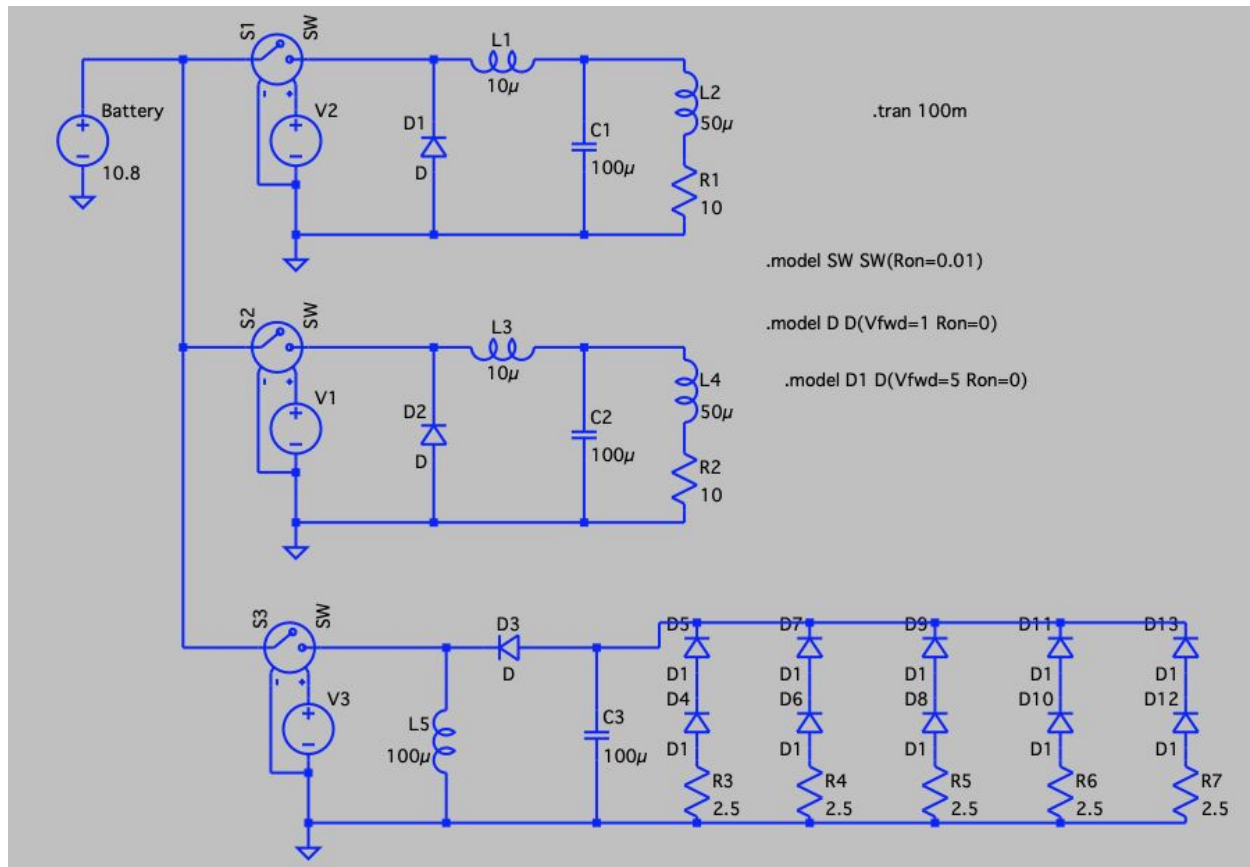 S1
SW
L1
10µ
Battery
10.8
V2
D1
D
C1
100µ
L2
50µ
R1
10
.tran 100m
.model SW SW(Ron=0.01)
.model D D(Vfwd=1 Ron=0)
.model D1 D(Vfwd=5 Ron=0)
S2
SW
L3
10µ
V1
D2
D
C2
100µ
L4
50µ
R2
10
S3
SW
V3
D3
D
L5
100µ
C3
100µ
D5
D7
D9
D11
D13
D1
D1
D1
D1
D1
D4
D6
D8
D10
D12
D1
D1
D1
D1
D1
R3
R4
R5
R6
R7
2.5
2.5
2.5
2.5
2.5